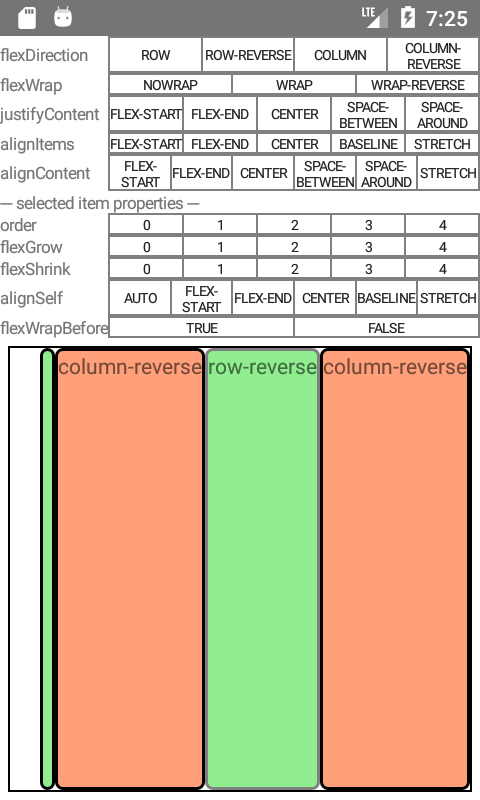 LTE 7:25
flexDirection ROW ROW-REVERSE COLUMN COLUMN-
REVERSE
flexWrap NOWRAP WRAP WRAP-REVERSE
justifyContent FLEX-START FLEX-END CENTER SPACE-
BETWEEN SPACE-
AROUND
alignItems FLEX-START FLEX-END CENTER BASELINE STRETCH
alignContent FLEX-
START FLEX-END CENTER SPACE-
BETWEEN SPACE-
AROUND STRETCH
--- selected item properties ---
order 0 1 2 3 4
flexGrow 0 1 2 3 4
flexShrink 0 1 2 3 4
alignSelf AUTO FLEX-
START FLEX-END CENTER BASELINE STRETCH
flexWrapBefore TRUE FALSE
column-reverse row-reverse column-reverse